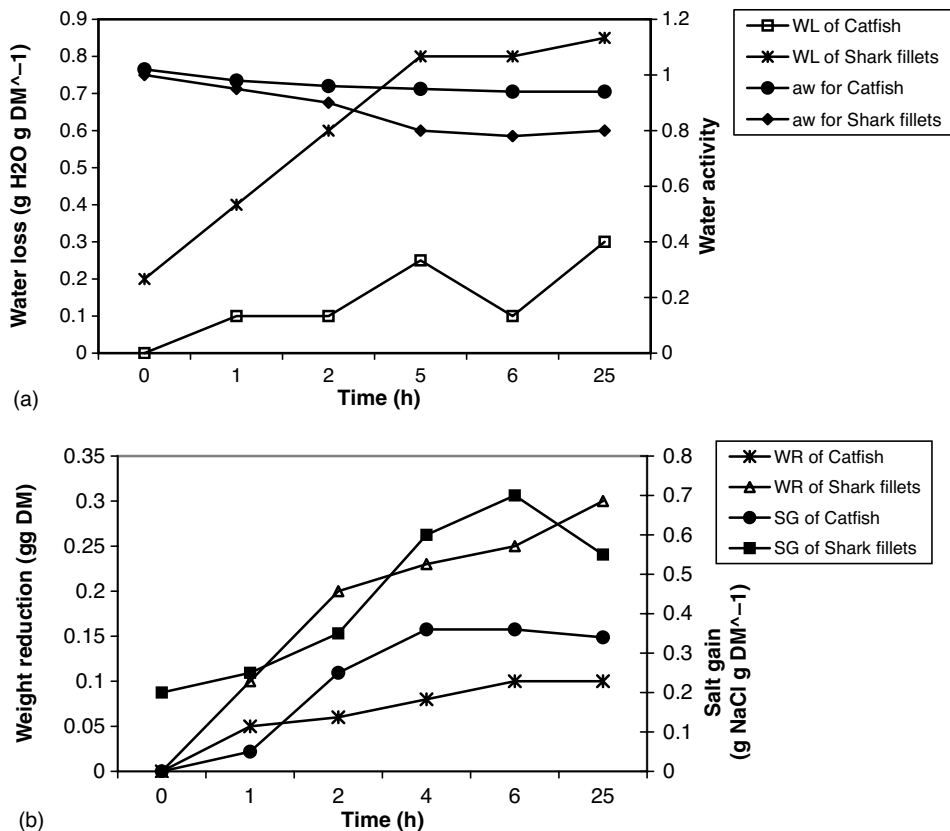 0.9
0.8
0.7
0.6
0.5
0.4
0.3
0.2
0.1
0
Water loss (g H2O g DM^–1)
1.2
1
0.8
0.6
0.4
0.2
0
Water activity
WL of Catfish
WL of Shark fillets
aw for Catfish
aw for Shark fillets
0 1 2 5 6 25
Time (h)
(a)
0.35
0.3
0.25
0.2
0.15
0.1
0.05
0
Weight reduction (gg DM)
0.8
0.7
0.6
0.5
0.4
0.3
0.2
0.1
0
Salt gain
(g NaCl g DM^–1)
WR of Catfish
WR of Shark fillets
SG of Catfish
SG of Shark fillets
0 1 2 4 6 25
Time (h)
(b)